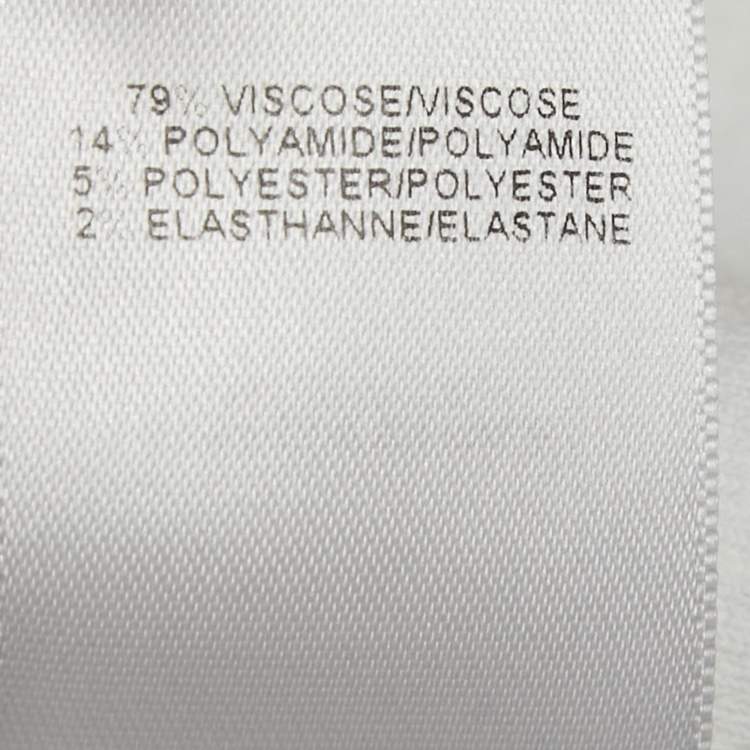 79% VISCOSE/VISCOSE
14% POLYAMIDE/POLYAMIDE
5% POLYESTER/POLYESTER
2% ELASTHANNE/ELASTANE